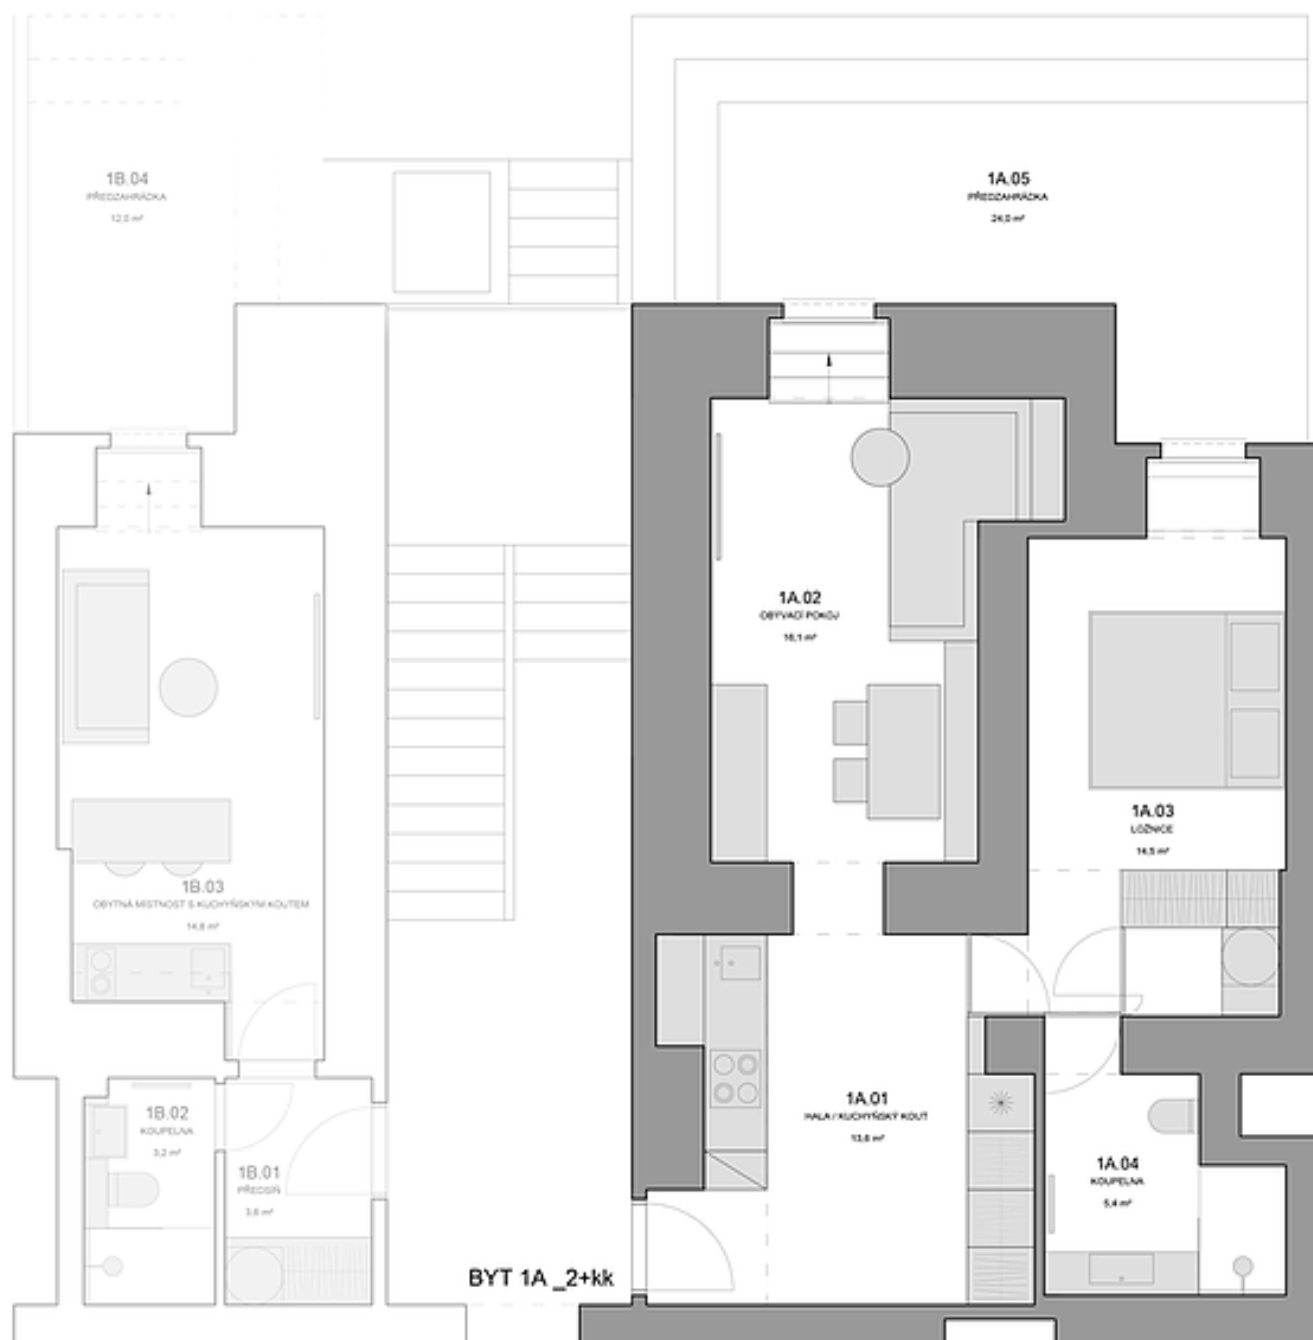 1B.04
PŘEDZAHRÁDKA
12,0 m²
1A.05
PŘEDZAHRÁDKA
24,0 m²
1A.02
OBÝVACÍ POKOJ
16,1 m²
1A.03
LOŽNICE
14,5 m²
1B.03
OBYTNÁ MÍSTNOST S KUCHYŇSKÝM KOUTEM
14,8 m²
1A.01
HALA / KUCHYŇSKÝ KOUT
13,6 m²
1B.02
KOUPELNA
3,2 m²
1B.01
PŘEDSÍŇ
3,6 m²
1A.04
KOUPELNA
5,4 m²
BYT 1A _2+kk